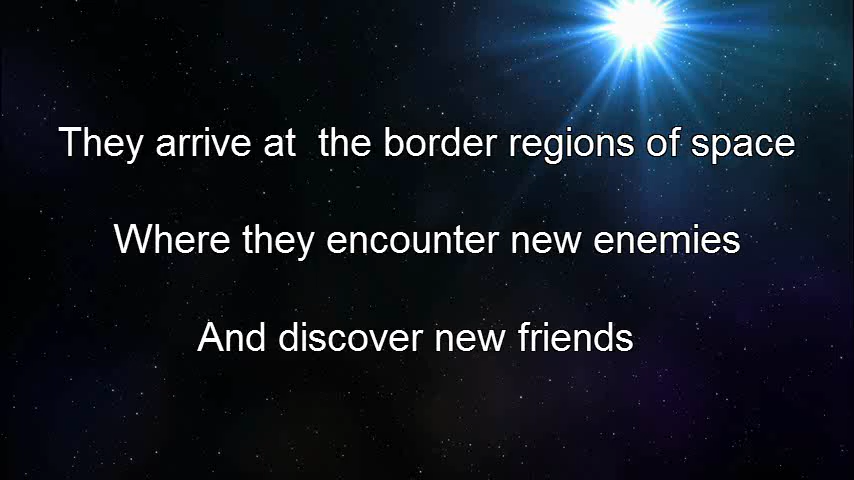 They arrive at  the border regions of space
Where they encounter new enemies
And discover new friends